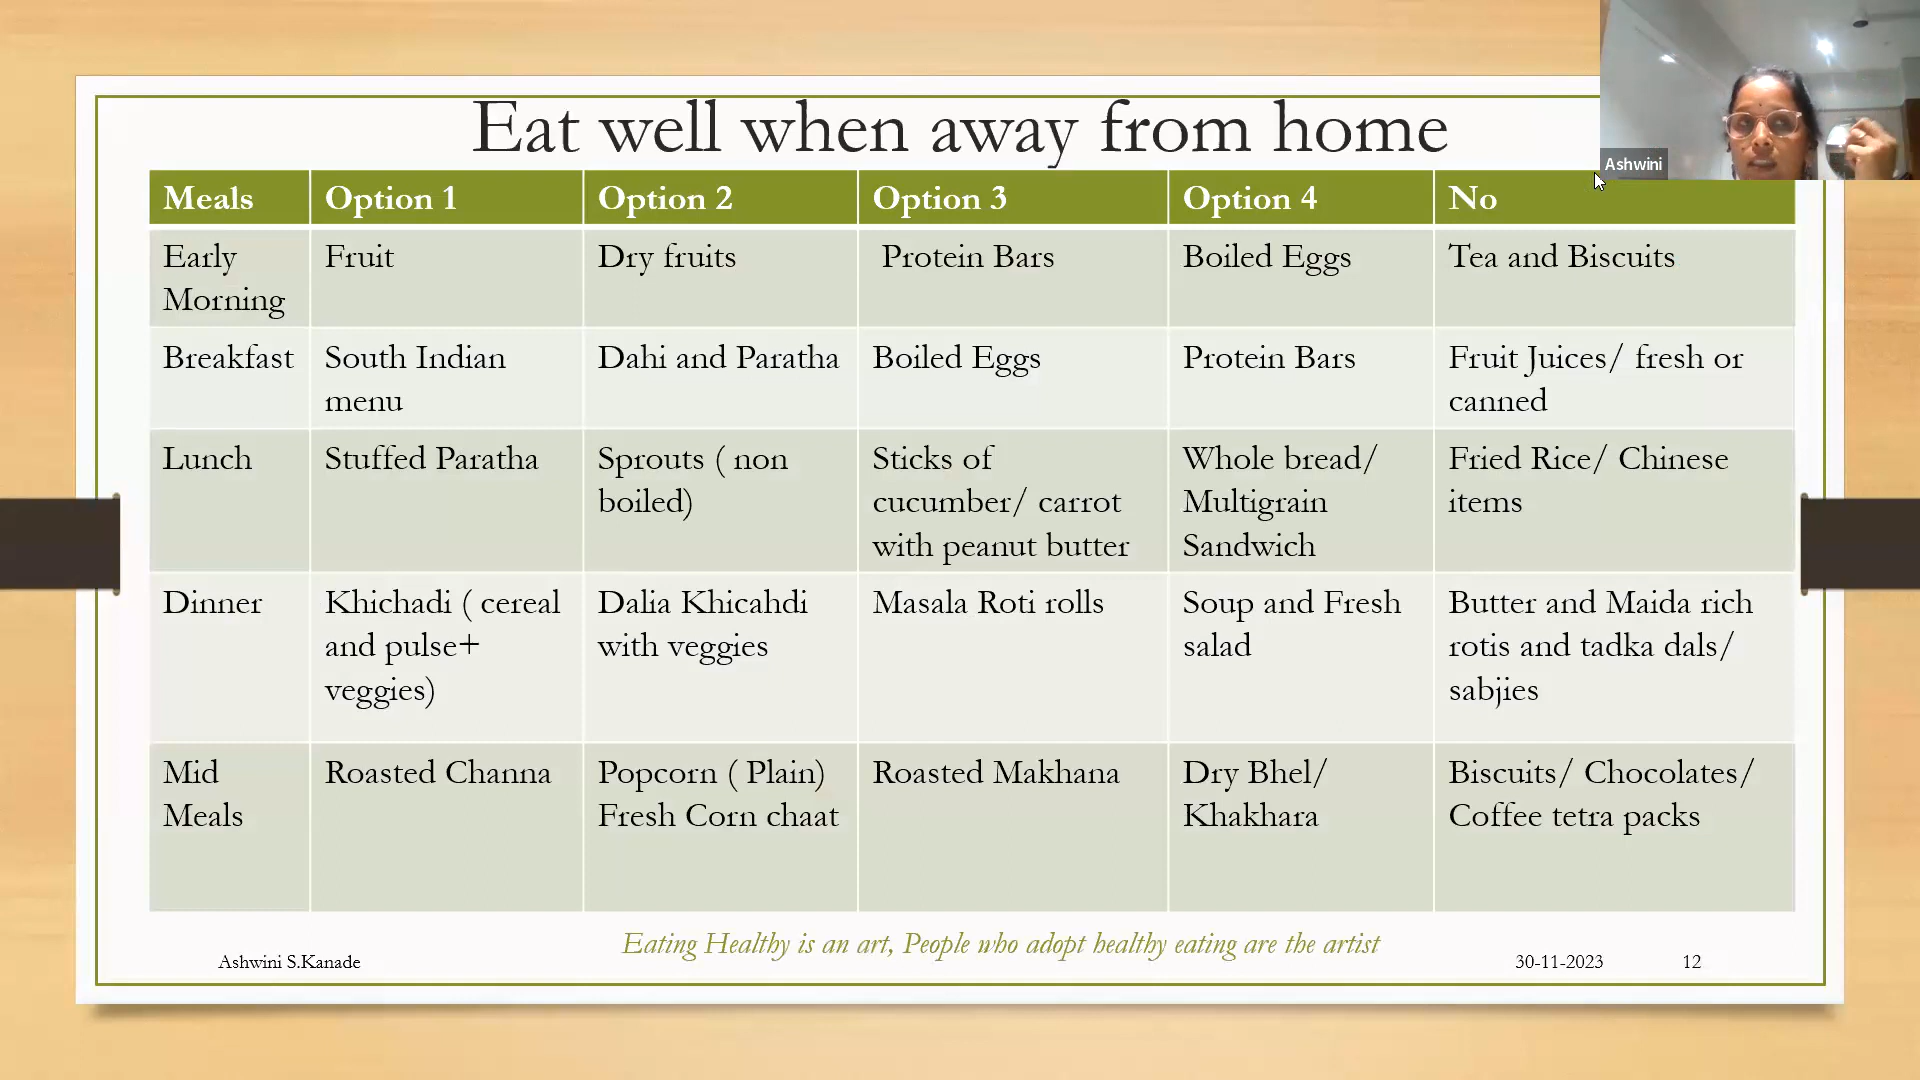 Eat well when away from home
Ashwini
Meals Option 1 Option 2 Option 3 Option 4 No
Early Morning
Fruit
Dry fruits
Protein Bars
Boiled Eggs
Tea and Biscuits
Breakfast
South Indian
menu
Dahi and Paratha
Boiled Eggs
Protein Bars
Fruit Juices/ fresh or
canned
Lunch
Stuffed Paratha
Sprouts ( non
boiled)
Sticks of
cucumber/ carrot
with peanut butter
Whole bread/
Multigrain
Sandwich
Fried Rice/ Chinese
items
Dinner
Khichadi ( cereal
and pulse+
veggies)
Dalia Khicahdi
with veggies
Masala Roti rolls
Soup and Fresh
salad
Butter and Maida rich
rotis and tadka dals/
sabjies
Mid
Meals
Roasted Channa
Popcorn ( Plain)
Fresh Corn chaat
Roasted Makhana
Dry Bhel/
Khakhara
Biscuits/ Chocolates/
Coffee tetra packs
Eating Healthy is an art, People who adopt healthy eating are the artist
Ashwini S.Kanade
30-11-2023
12